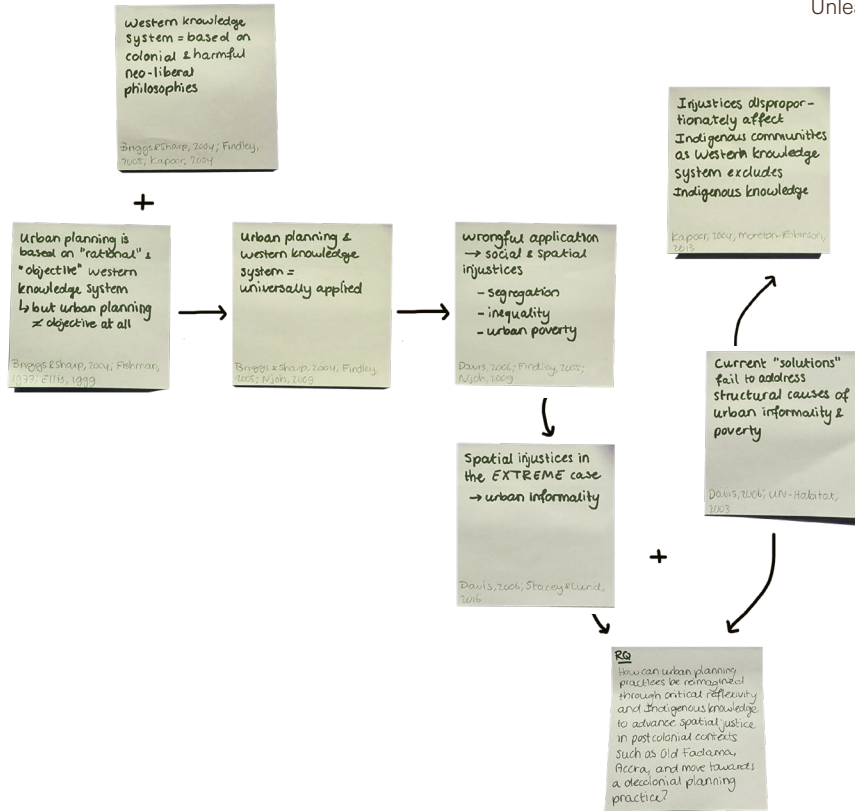 Unlea
Western knowledge
system = based on
colonial & harmful
neo-liberal
philosophies
Briggs & Sharp, 2004; Findley,
2005; Kapoor, 2004
+
Urban planning is
based on "rational" &
"objective" western
knowledge system
↳ but urban planning
≠ objective at all
Briggs & Sharp, 2004; Fishman,
1977; Ellis, 1999
Urban planning &
western knowledge
system =
universally applied
Briggs & Sharp, 2004; Findley,
2005; Njoh, 2009
wrongful application
→ social & spatial
injustices
- segregation
- inequality
- urban poverty
Davis, 2006; Findley, 2005;
Njoh, 2009
Injustices dispropor-
tionately affect
Indigenous communities
as Western knowledge
system excludes
Indigenous knowledge
Kapoor, 2004; Moreton-Robinson,
2013
Current "solutions"
fail to address
structural causes of
urban informality &
poverty
Davis, 2006; UN-Habitat,
2003
Spatial injustices in
the EXTREME case
→ urban informality
Davis, 2006; Stacey & Lund,
2016
+
RQ
How can urban planning
practices be reimagined
through critical reflexivity
and Indigenous knowledge
to advance spatial justice
in postcolonial contexts
such as Old Fadama,
Accra, and move towards
a decolonial planning
practice?